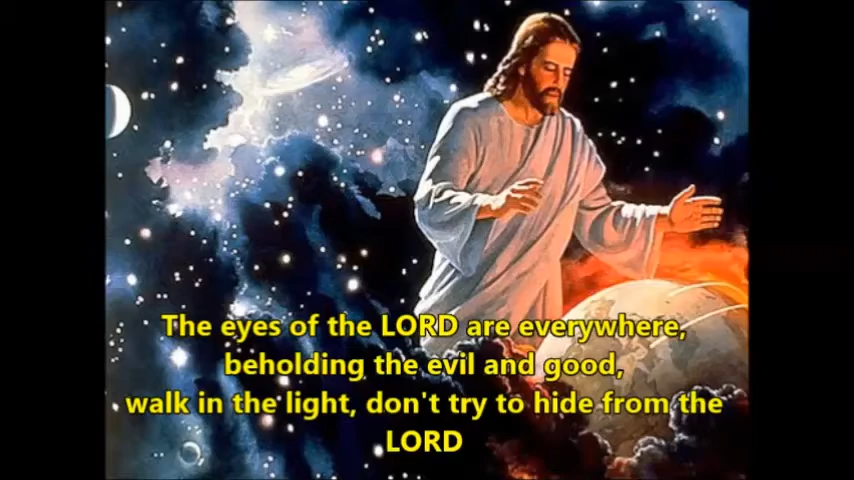 The eyes of the LORD are everywhere,
beholding the evil and good,
walk in the light, don't try to hide from the
LORD